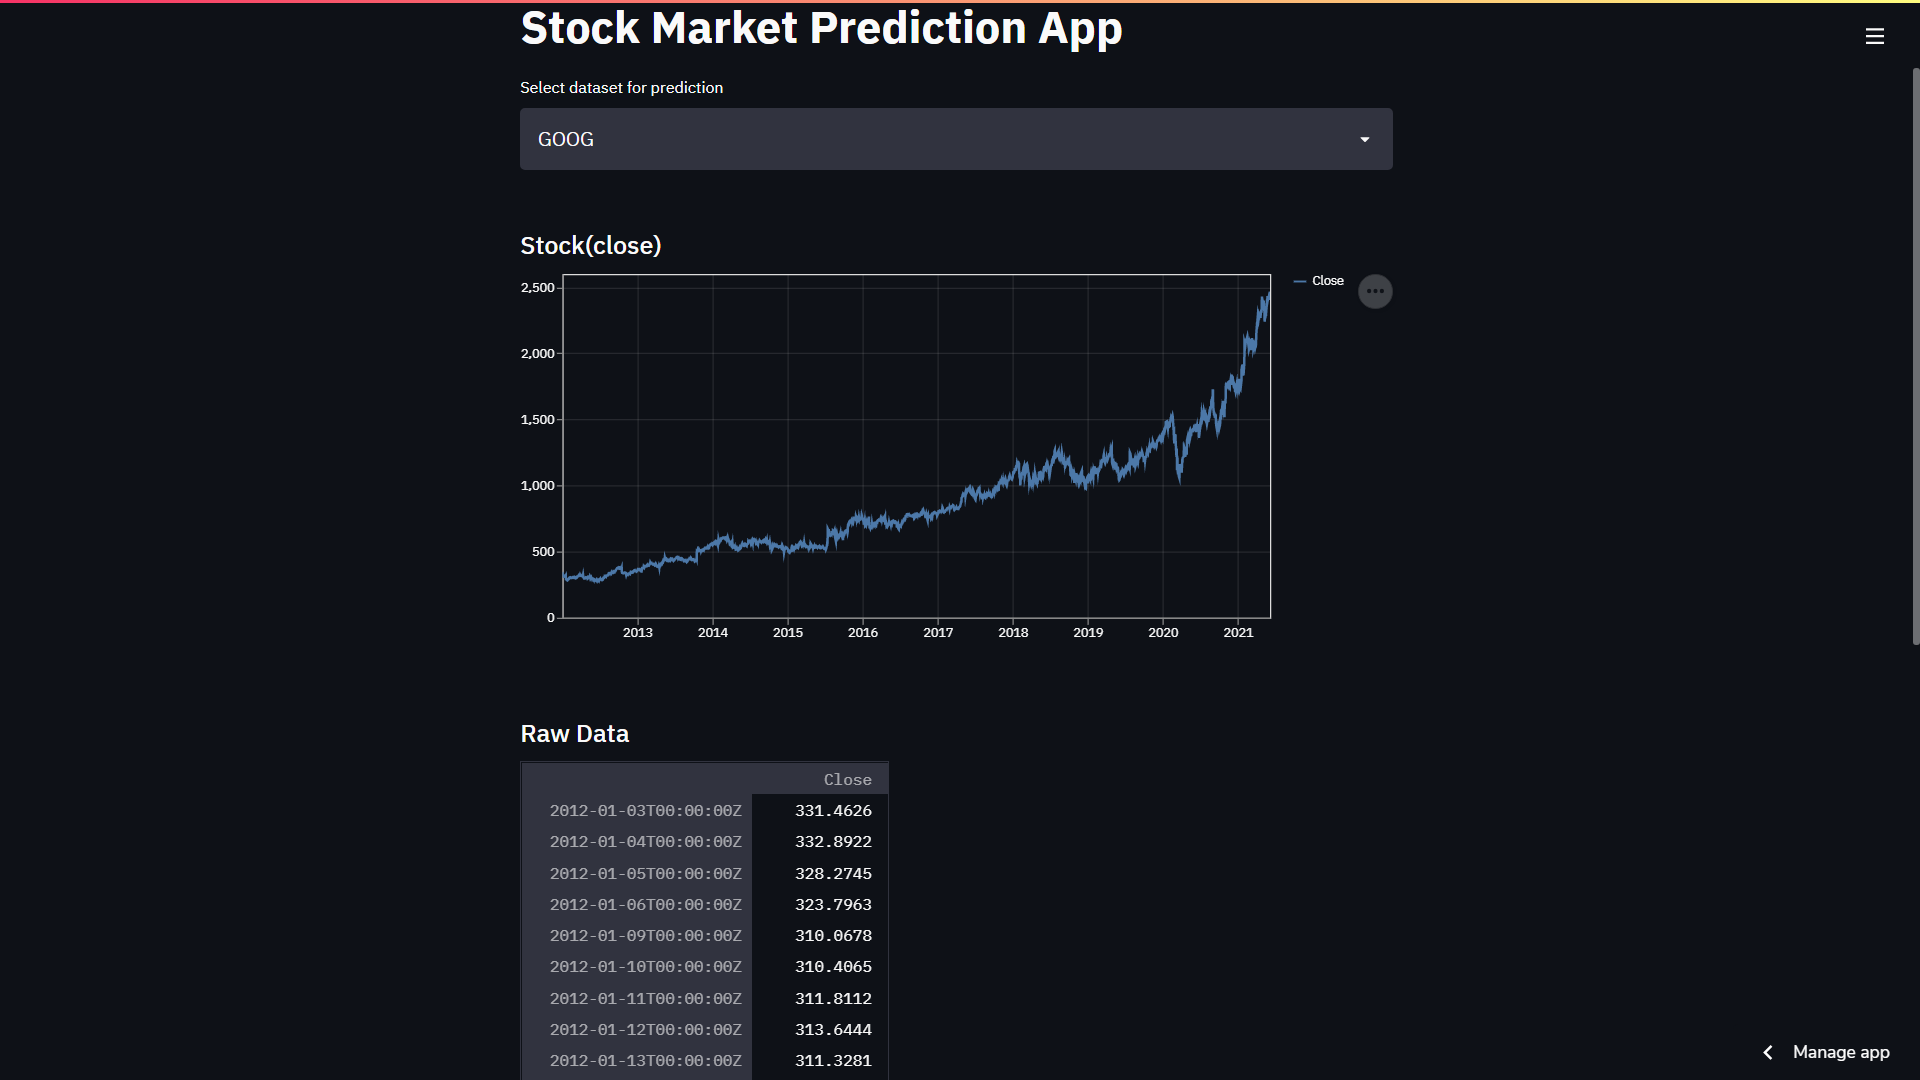 Stock Market Prediction App
Select dataset for prediction
GOOG
Stock(close)
Close
2,500
2,000
1,500
1,000
500
0
2013 2014 2015 2016 2017 2018 2019 2020 2021
Raw Data
Close
2012-01-03T00:00:00Z 331.4626
2012-01-04T00:00:00Z 332.8922
2012-01-05T00:00:00Z 328.2745
2012-01-06T00:00:00Z 323.7963
2012-01-09T00:00:00Z 310.0678
2012-01-10T00:00:00Z 310.4065
2012-01-11T00:00:00Z 311.8112
2012-01-12T00:00:00Z 313.6444
2012-01-13T00:00:00Z 311.3281
Manage app